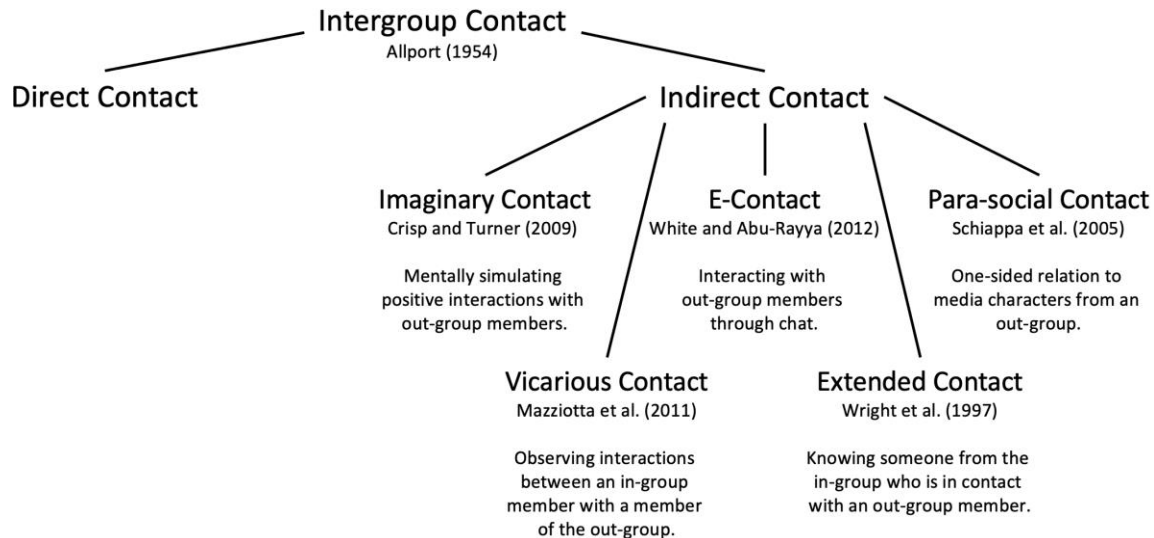 Intergroup Contact
Allport (1954)
Direct Contact
Indirect Contact
Imaginary Contact
Crisp and Turner (2009)
Mentally simulating
positive interactions with
out-group members.
E-Contact
White and Abu-Rayya (2012)
Interacting with
out-group members
through chat.
Para-social Contact
Schiappa et al. (2005)
One-sided relation to
media characters from an
out-group.
Vicarious Contact
Mazziotta et al. (2011)
Observing interactions
between an in-group
member with a member
of the out-group.
Extended Contact
Wright et al. (1997)
Knowing someone from the
in-group who is in contact
with an out-group member.